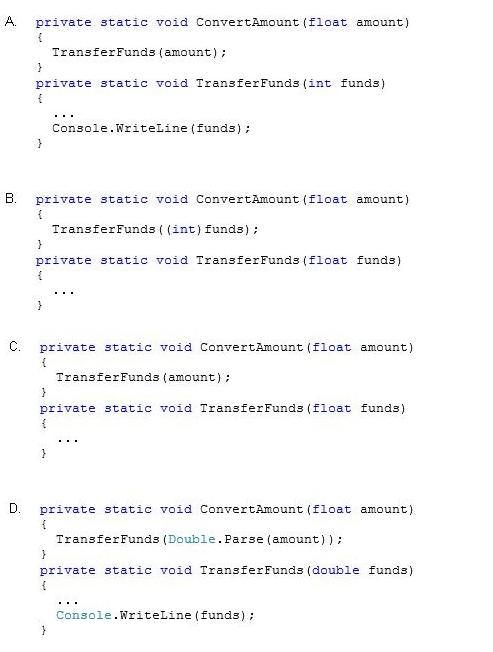 A. private static void ConvertAmount(float amount)
{
TransferFunds(amount);
}
private static void TransferFunds(int funds)
{
...
Console.WriteLine(funds);
}
B. private static void ConvertAmount(float amount)
{
TransferFunds((int)funds);
}
private static void TransferFunds(float funds)
{
...
}
C. private static void ConvertAmount(float amount)
{
TransferFunds(amount);
}
private static void TransferFunds(float funds)
{
...
}
D. private static void ConvertAmount(float amount)
{
TransferFunds(Double.Parse(amount));
}
private static void TransferFunds(double funds)
{
...
Console.WriteLine(funds);
}